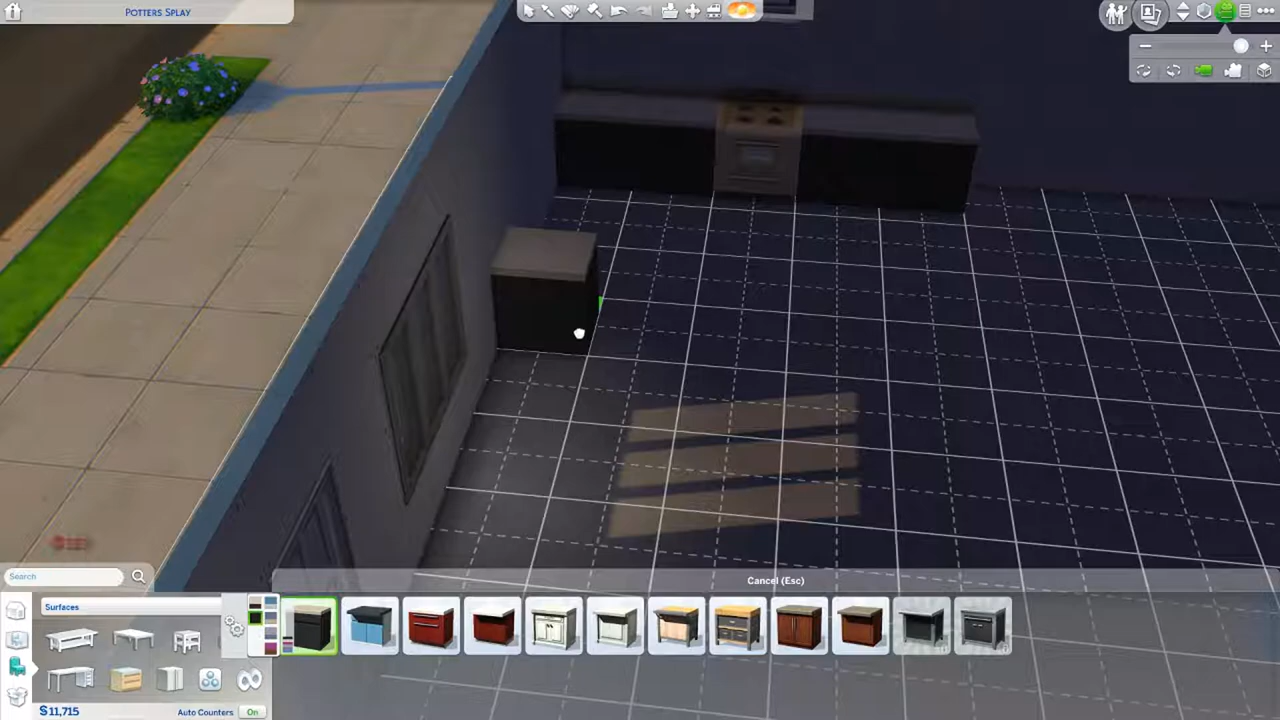 POTTERS SPLAY
Cancel (Esc)
Search
Surfaces
$11,715
Auto Counters
On